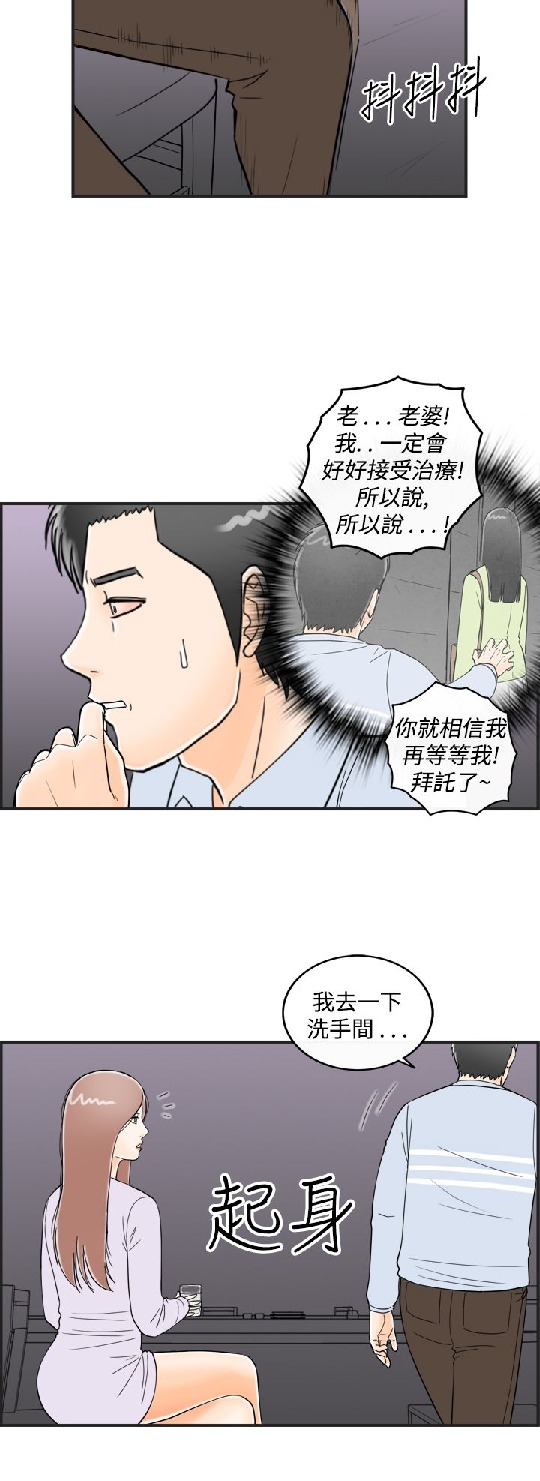 抖抖抖
老...老婆!
我..一定會
好好接受治療!
所以說,
所以說...!
你就相信我
再等等我!
拜託了~
我去一下
洗手間...
起身